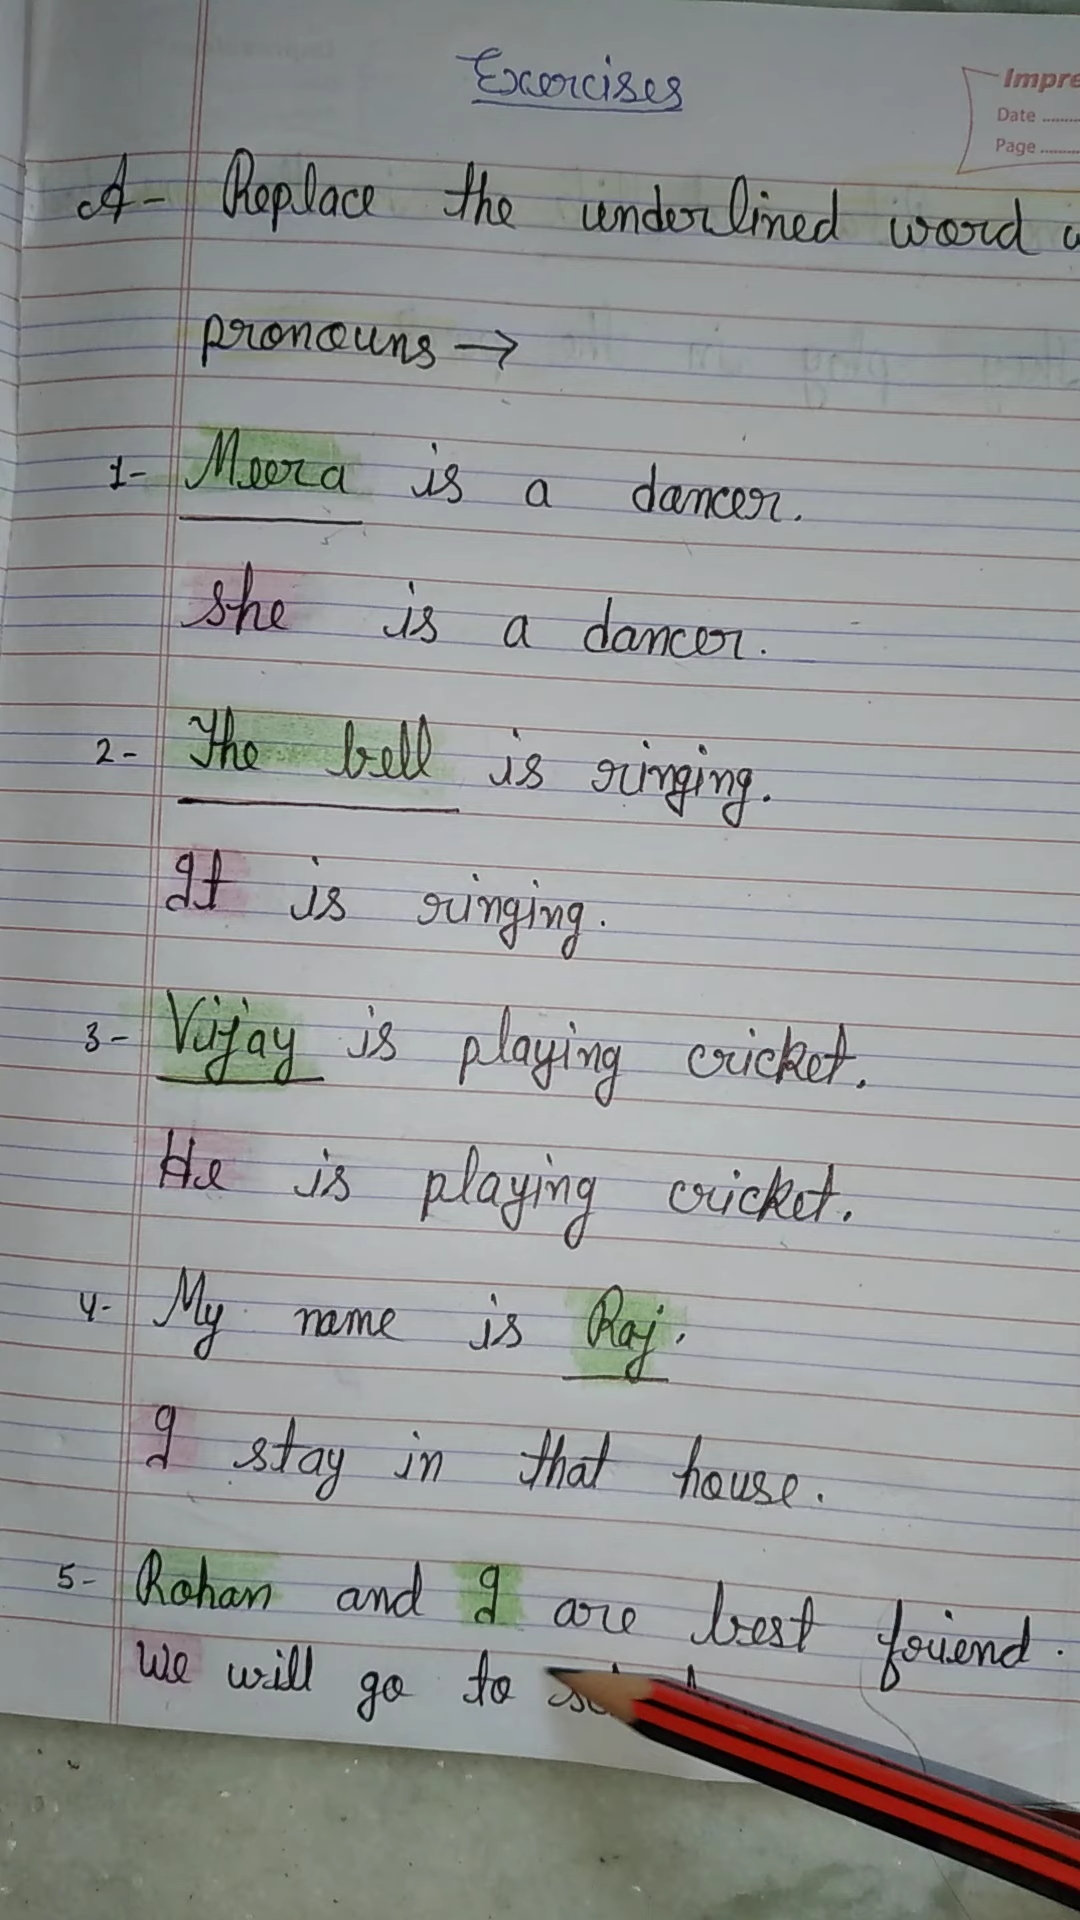 Exercises
Date
Page
A- Replace the underlined word
pronouns →
1- Meera is a dancer.
she is a dancer.
2- The bell is ringing.
It is ringing.
3- Vijay is playing cricket.
He is playing cricket.
4- My name is Raj.
I stay in that house.
5- Rohan and I are best friend.
We will go to